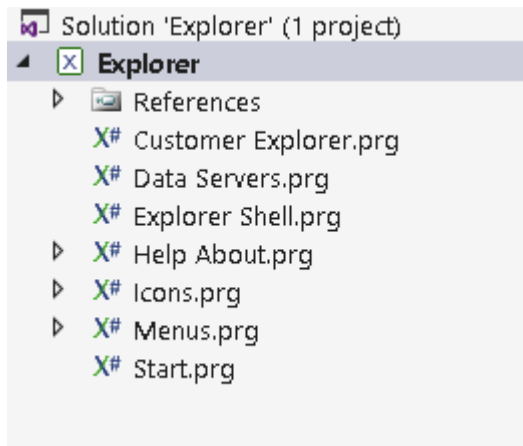 Solution 'Explorer' (1 project)
Explorer
References
X# Customer Explorer.prg
X# Data Servers.prg
X# Explorer Shell.prg
X# Help About.prg
X# Icons.prg
X# Menus.prg
X# Start.prg